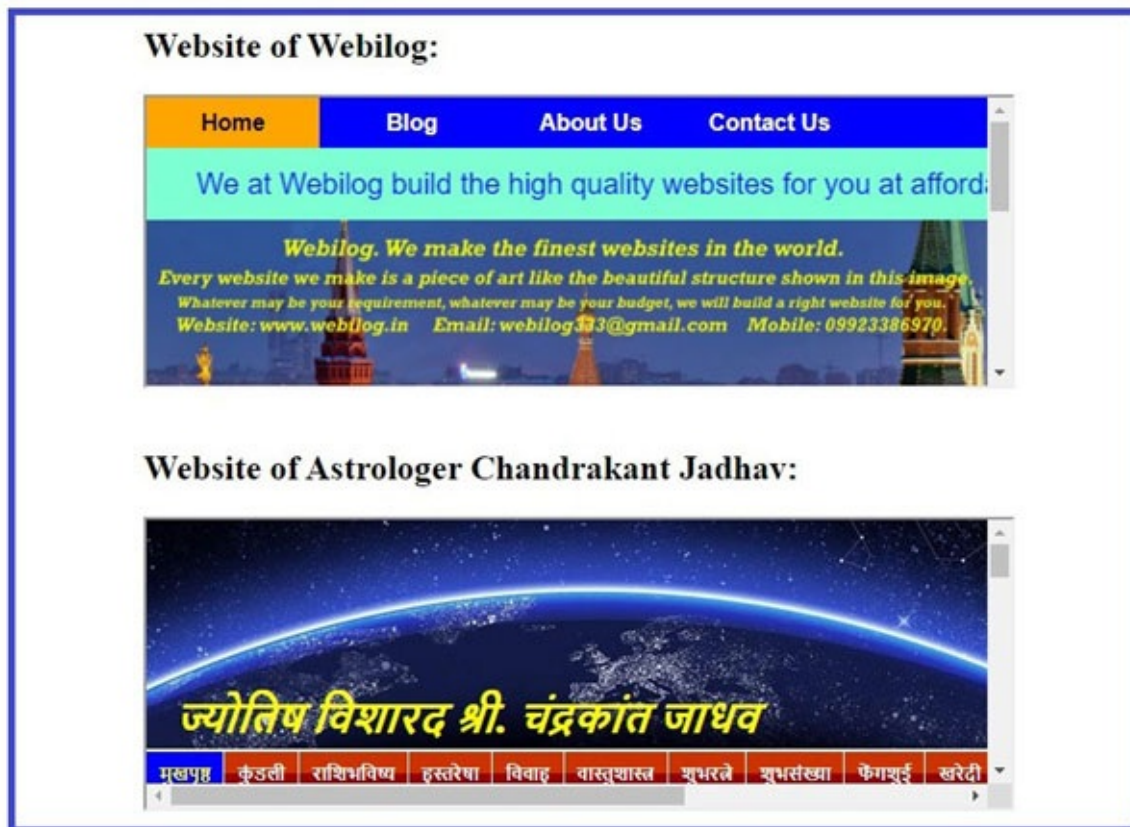 Website of Webilog:
Home Blog About Us Contact Us
We at Webilog build the high quality websites for you at afforda
Webilog. We make the finest websites in the world.
Every website we make is a piece of art like the beautiful structure shown in this image.
Whatever may be your requirement, whatever may be your budget, we will build a right website for you.
Website: www.webilog.in Email: webilog333@gmail.com Mobile: 09923386970.
Website of Astrologer Chandrakant Jadhav:
ज्योतिष विशारद श्री. चंद्रकांत जाधव
मुखपृष्ठ कुंडली राशिभविष्य हस्तरेषा विवाह वास्तुशास्त्र शुभरत्ने शुभसंख्या फेंगशुई खरेदी